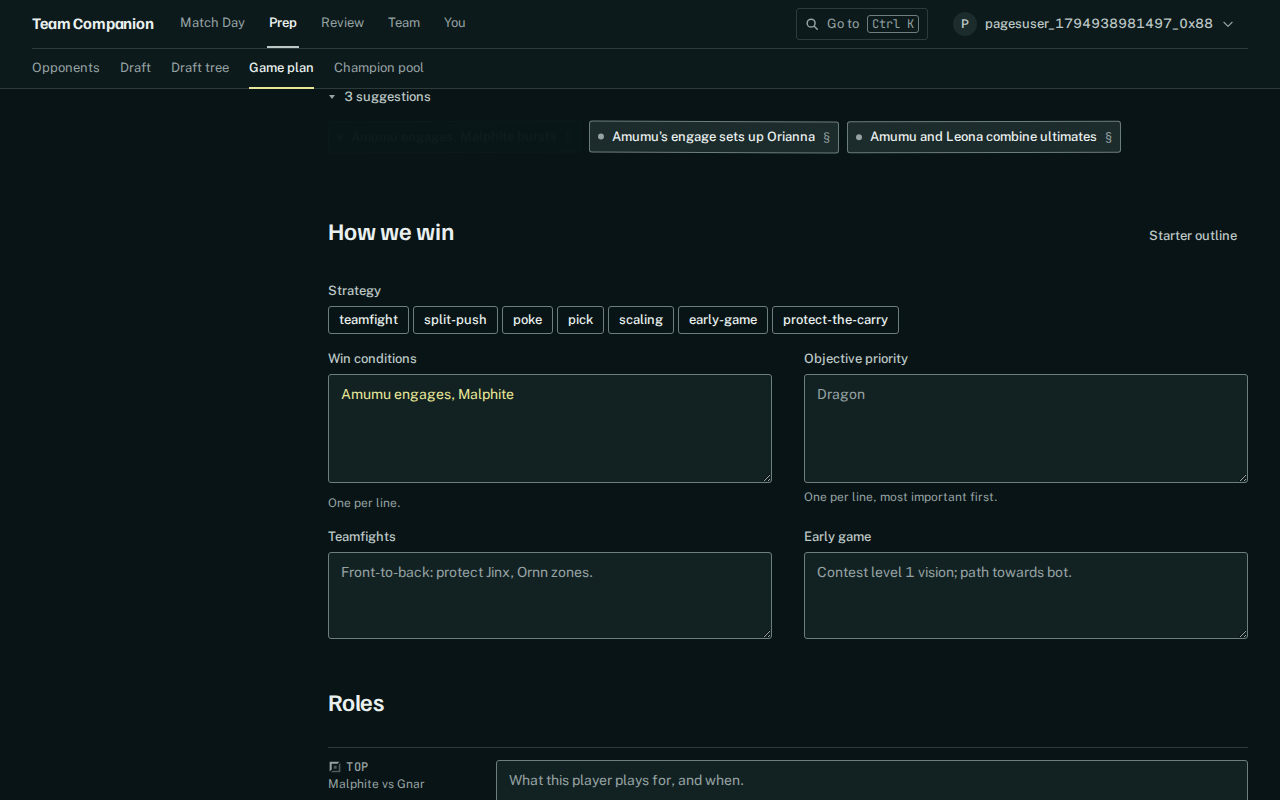 Team Companion Match Day Prep Review Team You Go to Ctrl K P pagesuser_1794938981497_0x88
Opponents Draft Draft tree Game plan Champion pool
3 suggestions
Amumu's engage sets up Orianna § Amumu and Leona combine ultimates §
How we win
Starter outline
Strategy
teamfight split-push poke pick scaling early-game protect-the-carry
Win conditions Objective priority
Amumu engages, Malphite Dragon
One per line. One per line, most important first.
Teamfights Early game
Front-to-back: protect Jinx, Ornn zones. Contest level 1 vision; path towards bot.
Roles
TOP
Malphite vs Gnar
What this player plays for, and when.